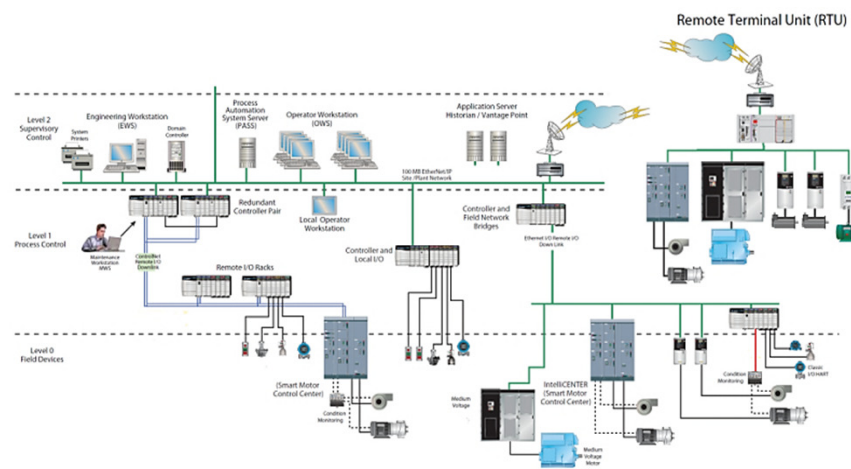 Remote Terminal Unit (RTU)
Level 2
Supervisory
Control
System
Printers
Engineering Workstation
(EWS)
Domain
Controller
Process
Automation
System Server
(PASS)
Operator Workstation
(OWS)
Application Server
Historian / Vantage Point
100 MB EtherNet/IP
Site /Plant Network
Level 1
Process Control
Maintenance
Workstation
MWS
ControlNet
Remote I/O
Downlink
Redundant
Controller Pair
Local Operator
Workstation
Controller and
Local I/O
Controller and
Field Network
Bridges
Ethernet I/O Remote I/O
Down Link
Remote I/O Racks
Level 0
Field Devices
(Smart Motor
Control Center)
Condition
Monitoring
Medium
Voltage
IntelliCENTER
(Smart Motor
Control Center)
Medium
Voltage
Motor
Condition
Monitoring
Classic
I/O HART